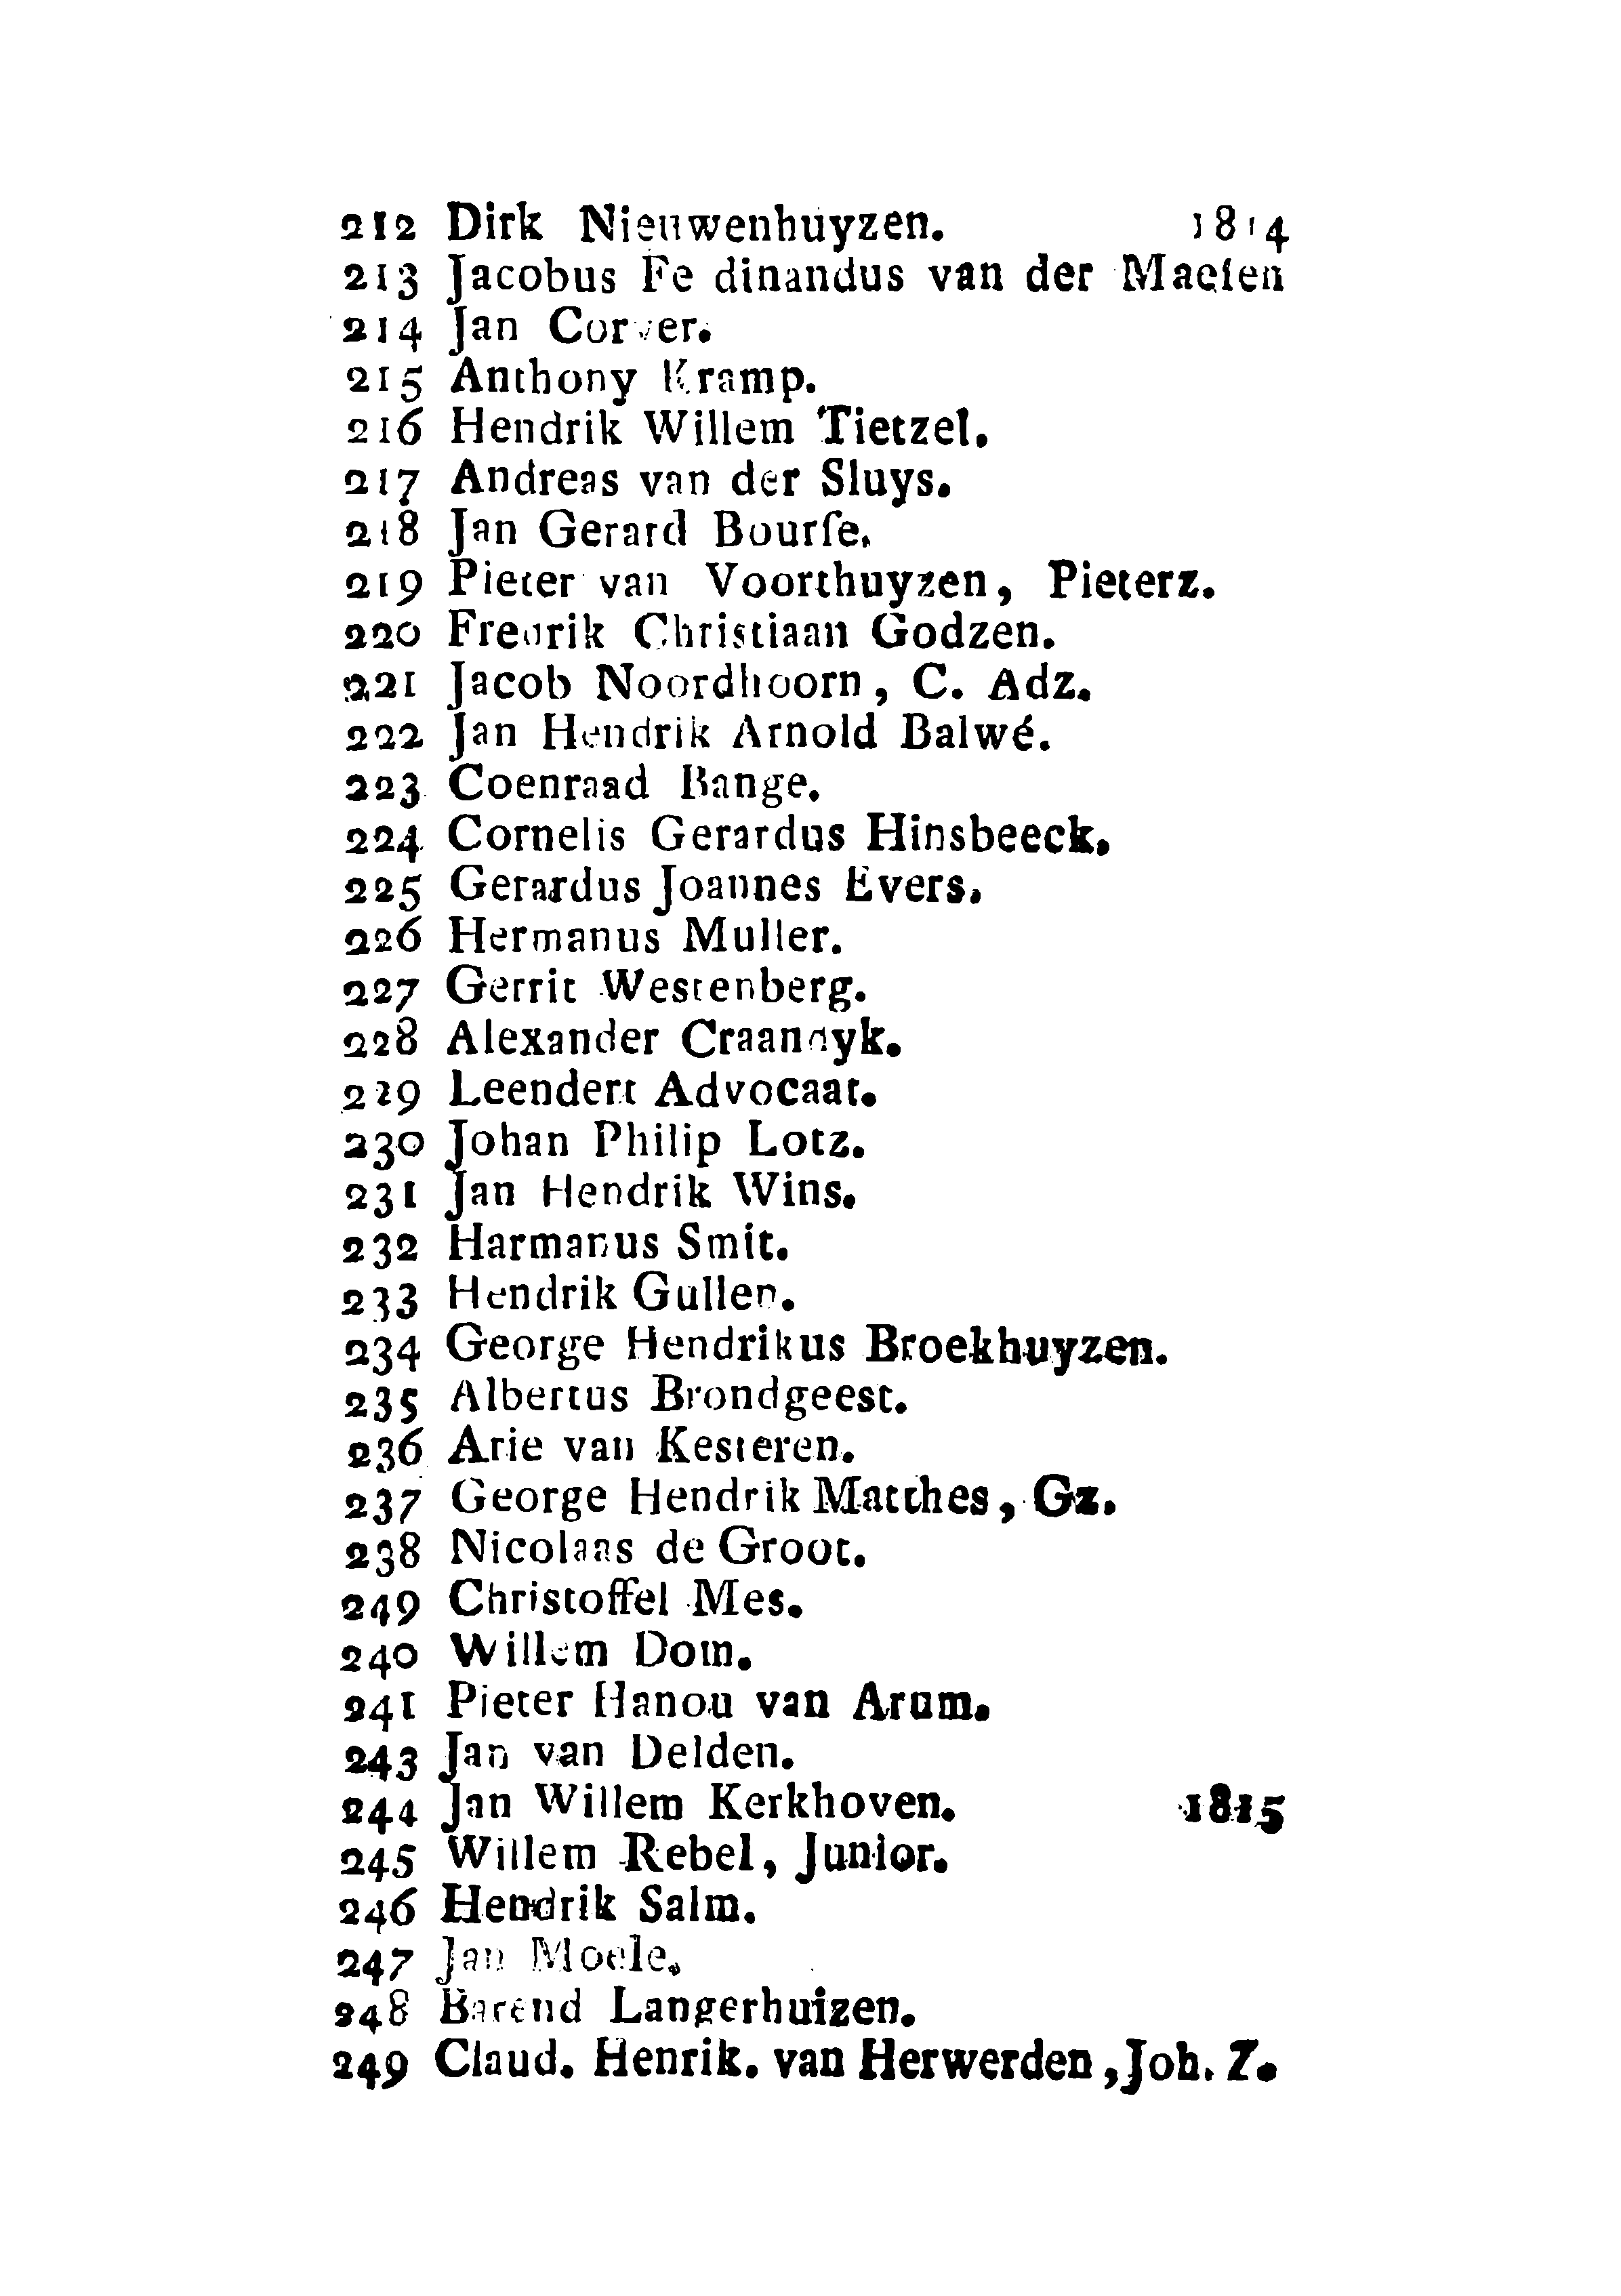 212 Dirk Nieuwenhuyzen. 1814
213 Jacobus Fe dinandus van der Maelen
214 Jan Corver.
215 Anthony Kramp.
216 Hendrik Willem Tietzel.
217 Andreas van der Sluys.
218 Jan Gerard Bourſe.
219 Pieter van Voorthuyzen, Pieterz.
220 Fredrik Christiaan Godzen.
221 Jacob Noordhoorn, C. Adz.
222 Jan Hendrik Arnold Balwé.
223 Coenraad Bange.
224 Cornelis Gerardus Hinsbeeck.
225 Gerardus Joannes Evers.
226 Hermanus Muller.
227 Gerrit Westenberg.
228 Alexander Craandyk.
229 Leendert Advocaat.
230 Johan Philip Lotz.
231 Jan Hendrik Wins.
232 Harmanus Smit.
233 Hendrik Gullen.
234 George Hendrikus Broekhuyzen.
235 Albertus Brondgeest.
236 Arie van Kesteren.
237 George Hendrik Matthes, Gz.
238 Nicolaas de Groot.
249 Christoffel Mes.
240 Willem Dom.
241 Pieter Hanou van Arum.
243 Jan van Delden.
244 Jan Willem Kerkhoven. 1815
245 Willem Rebel, Junior.
246 Hendrik Salm.
247 Jan Moele.
248 Barend Langerhuizen.
249 Claud. Henrik. van Herwerden, Joh. Z.